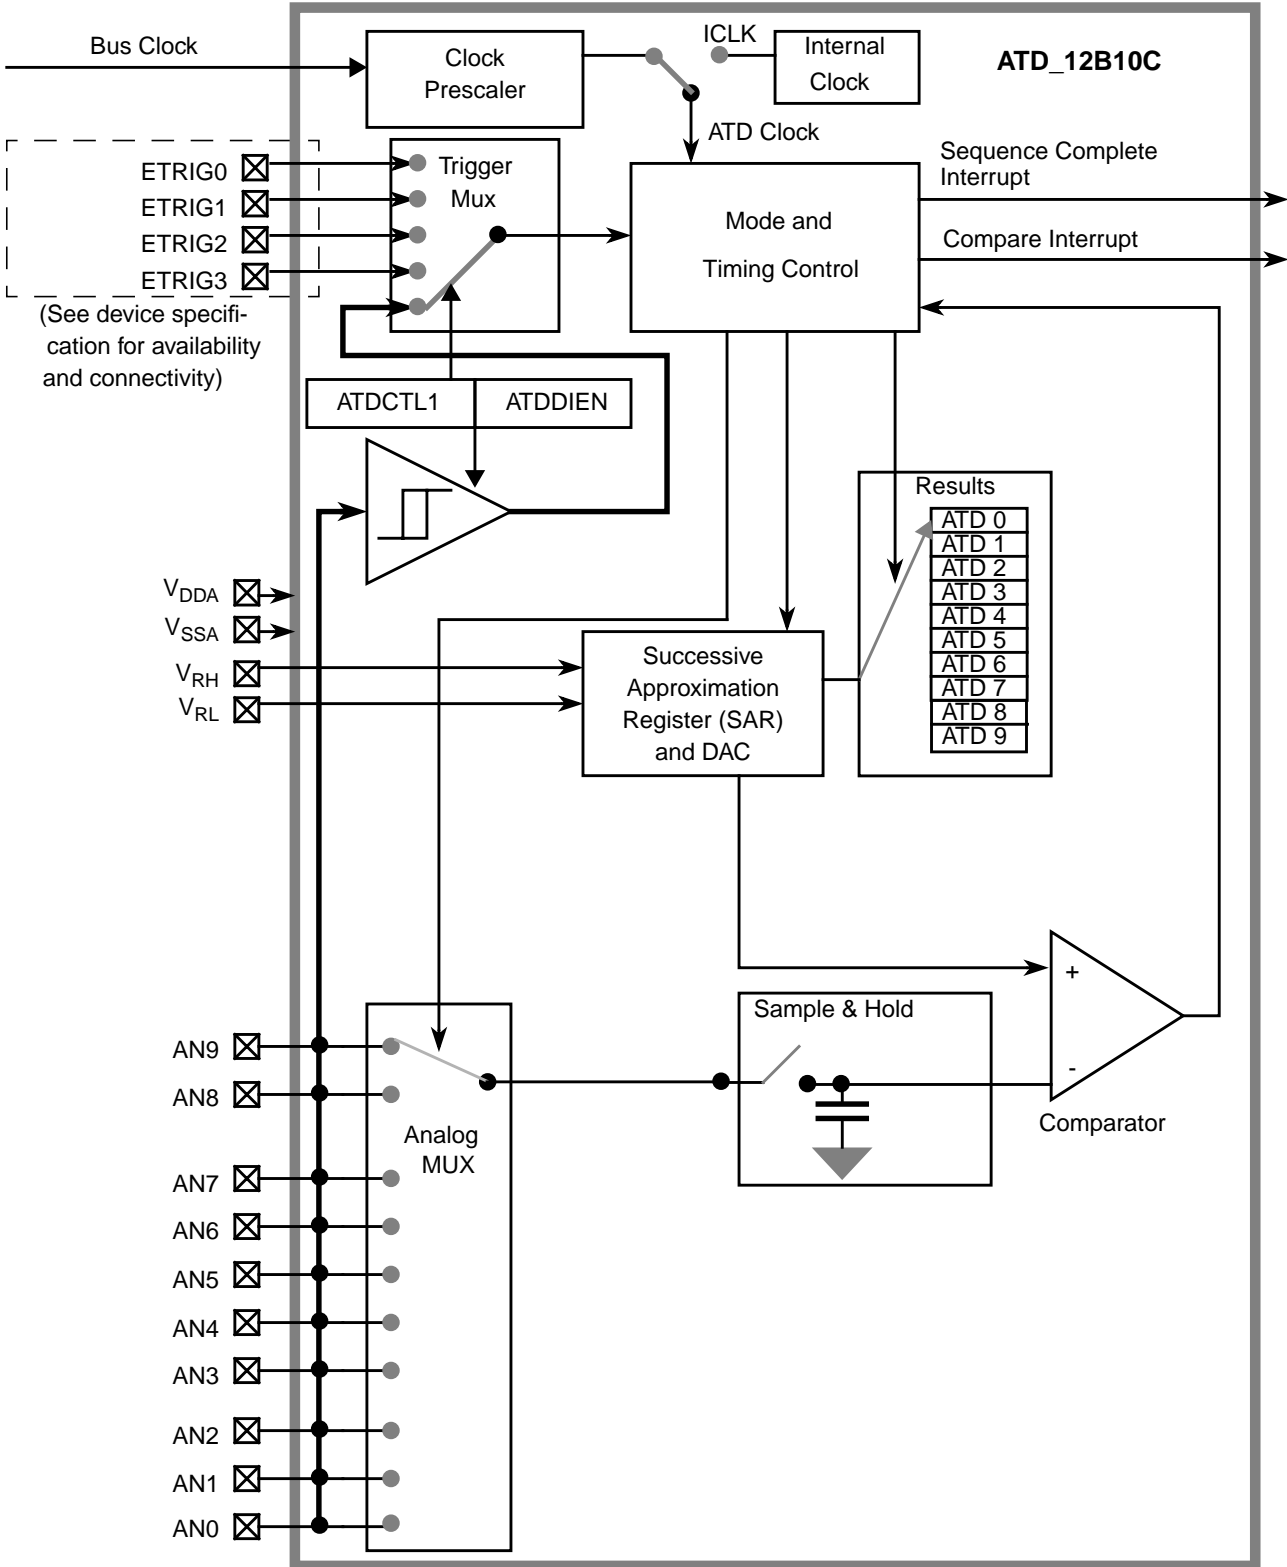 Bus Clock
Clock
Prescaler
ICLK
Internal
Clock
ATD_12B10C
ATD Clock
ETRIG0
ETRIG1
ETRIG2
ETRIG3
(See device specifi-
cation for availability
and connectivity)
Trigger
Mux
Mode and
Timing Control
Sequence Complete
Interrupt
Compare Interrupt
ATDCTL1
ATDDIEN
Results
ATD 0
ATD 1
ATD 2
ATD 3
ATD 4
ATD 5
ATD 6
ATD 7
ATD 8
ATD 9
VDDA
VSSA
VRH
VRL
Successive
Approximation
Register (SAR)
and DAC
+
-
Comparator
Sample & Hold
AN9
AN8
AN7
AN6
AN5
AN4
AN3
AN2
AN1
AN0
Analog
MUX